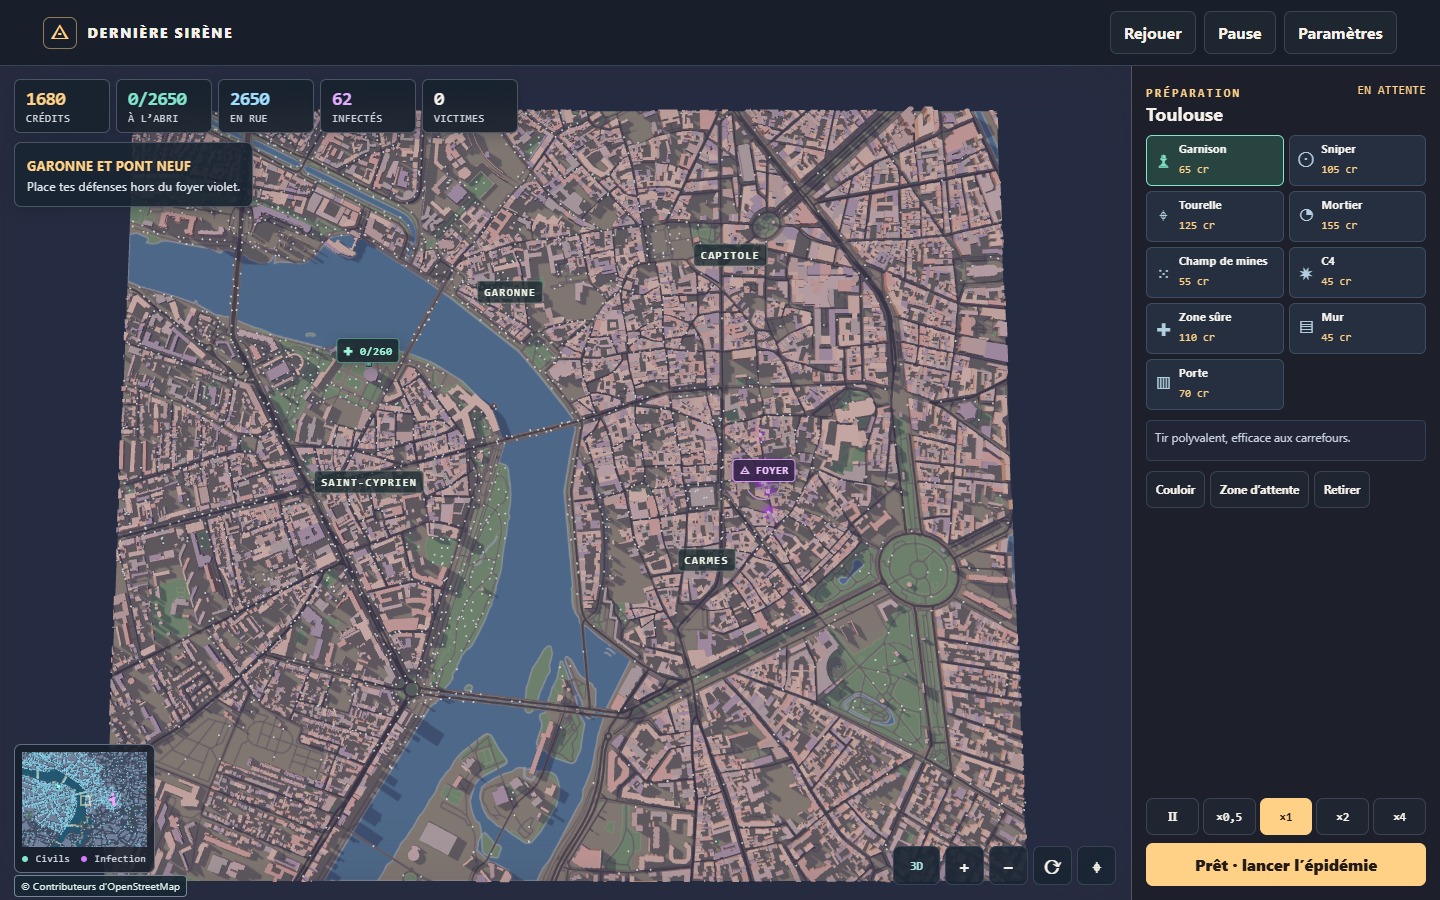 DERNIÈRE SIRÈNE
Rejouer
Pause
Paramètres
1680
CRÉDITS
0/2650
À L'ABRI
2650
EN RUE
62
INFECTÉS
0
VICTIMES
GARONNE ET PONT NEUF
Place tes défenses hors du foyer violet.
CAPITOLE
GARONNE
0/260
FOYER
SAINT-CYPRIEN
CARMES
Civils
Infection
© Contributeurs d'OpenStreetMap
3D
+
−
PRÉPARATION
EN ATTENTE
Toulouse
Garnison
65 cr
Sniper
105 cr
Tourelle
125 cr
Mortier
155 cr
Champ de mines
55 cr
C4
45 cr
Zone sûre
110 cr
Mur
45 cr
Porte
70 cr
Tir polyvalent, efficace aux carrefours.
Couloir
Zone d'attente
Retirer
II
×0,5
×1
×2
×4
Prêt · lancer l'épidémie